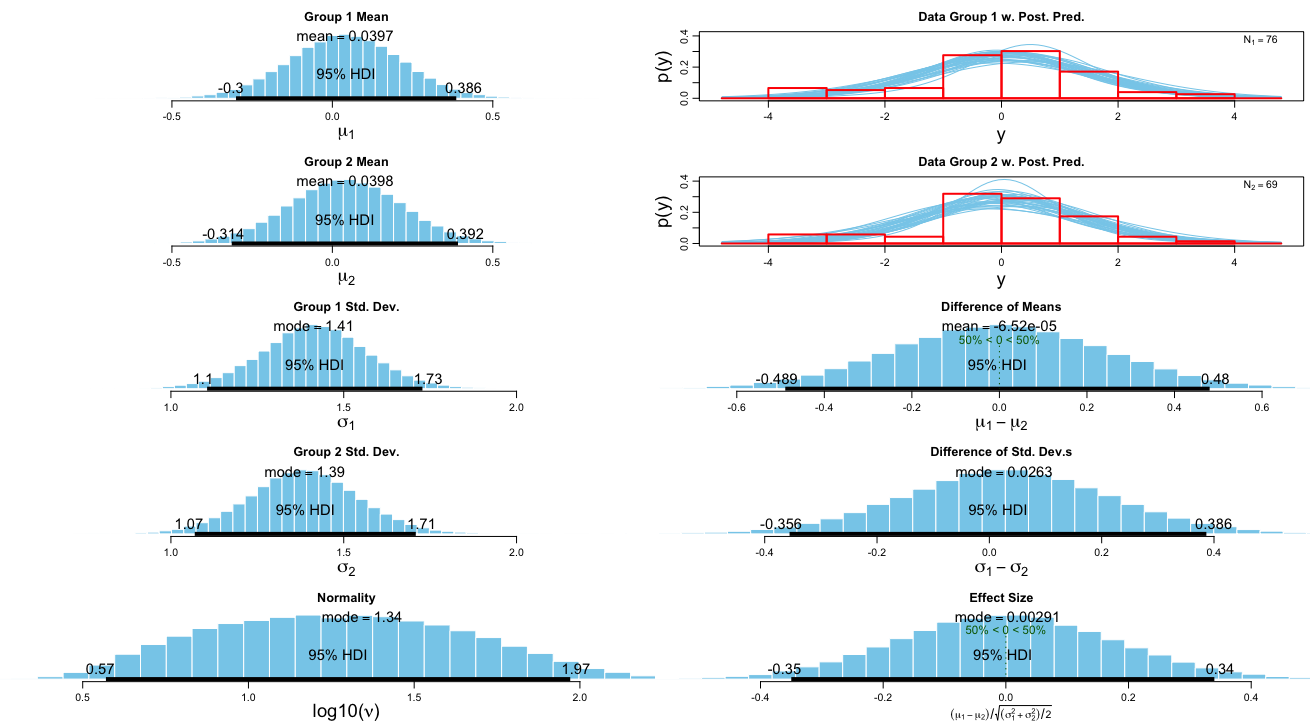 Group 1 Mean
mean = 0.0397
95% HDI
-0.3 0.386
-0.5 0.0 0.5
μ1
Data Group 1 w. Post. Pred.
N1 = 76
p(y)
0.0 0.2 0.4
-4 -2 0 2 4
y
Group 2 Mean
mean = 0.0398
95% HDI
-0.314 0.392
-0.5 0.0 0.5
μ2
Data Group 2 w. Post. Pred.
N2 = 69
p(y)
0.0 0.2 0.4
-4 -2 0 2 4
y
Group 1 Std. Dev.
mode = 1.41
95% HDI
1.1 1.73
1.0 1.5 2.0
σ1
Difference of Means
mean = -6.52e-05
50% < 0 < 50%
95% HDI
-0.489 0.48
-0.6 -0.4 -0.2 0.0 0.2 0.4 0.6
μ1 − μ2
Group 2 Std. Dev.
mode = 1.39
95% HDI
1.07 1.71
1.0 1.5 2.0
σ2
Difference of Std. Dev.s
mode = 0.0263
95% HDI
-0.356 0.386
-0.4 -0.2 0.0 0.2 0.4
σ1 − σ2
Normality
mode = 1.34
95% HDI
0.57 1.97
0.5 1.0 1.5 2.0
log10(ν)
Effect Size
mode = 0.00291
50% < 0 < 50%
95% HDI
-0.35 0.34
-0.4 -0.2 0.0 0.2 0.4
(μ1 − μ2)/√(σ1² + σ2²)/2